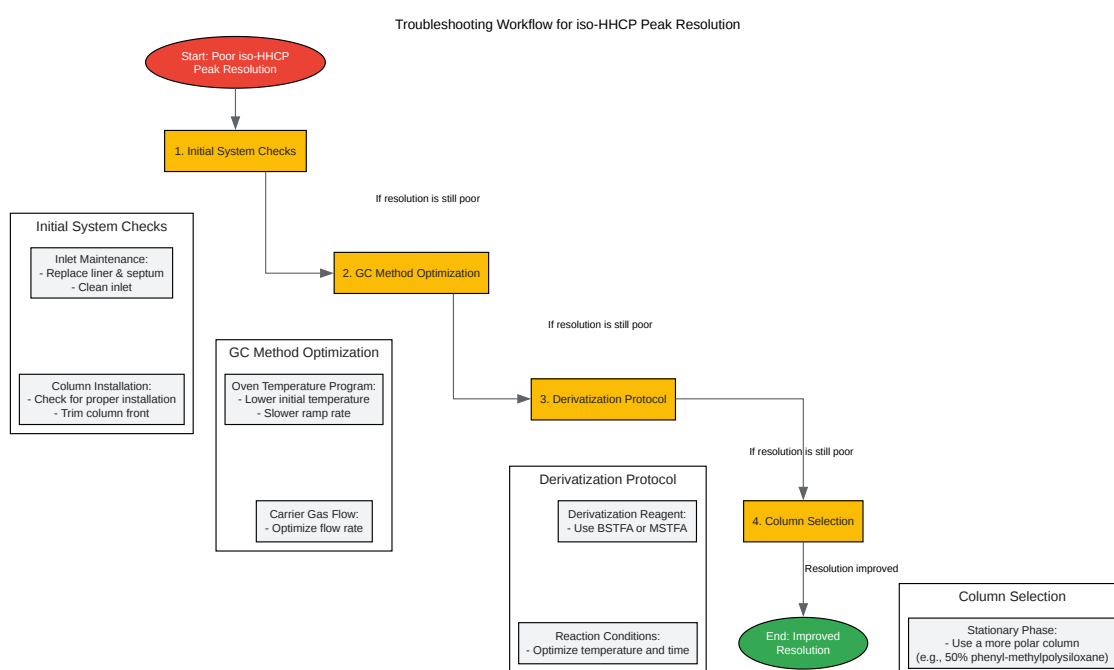 Troubleshooting Workflow for iso-HHCP Peak Resolution
Start: Poor iso-HHCP
Peak Resolution
1. Initial System Checks
If resolution is still poor
Initial System Checks
Inlet Maintenance:
- Replace liner & septum
- Clean inlet
Column Installation:
- Check for proper installation
- Trim column front
2. GC Method Optimization
If resolution is still poor
GC Method Optimization
Oven Temperature Program:
- Lower initial temperature
- Slower ramp rate
Carrier Gas Flow:
- Optimize flow rate
3. Derivatization Protocol
If resolution is still poor
Derivatization Protocol
Derivatization Reagent:
- Use BSTFA or MSTFA
Reaction Conditions:
- Optimize temperature and time
4. Column Selection
Resolution improved
End: Improved
Resolution
Column Selection
Stationary Phase:
- Use a more polar column
(e.g., 50% phenyl-methylpolysiloxane)